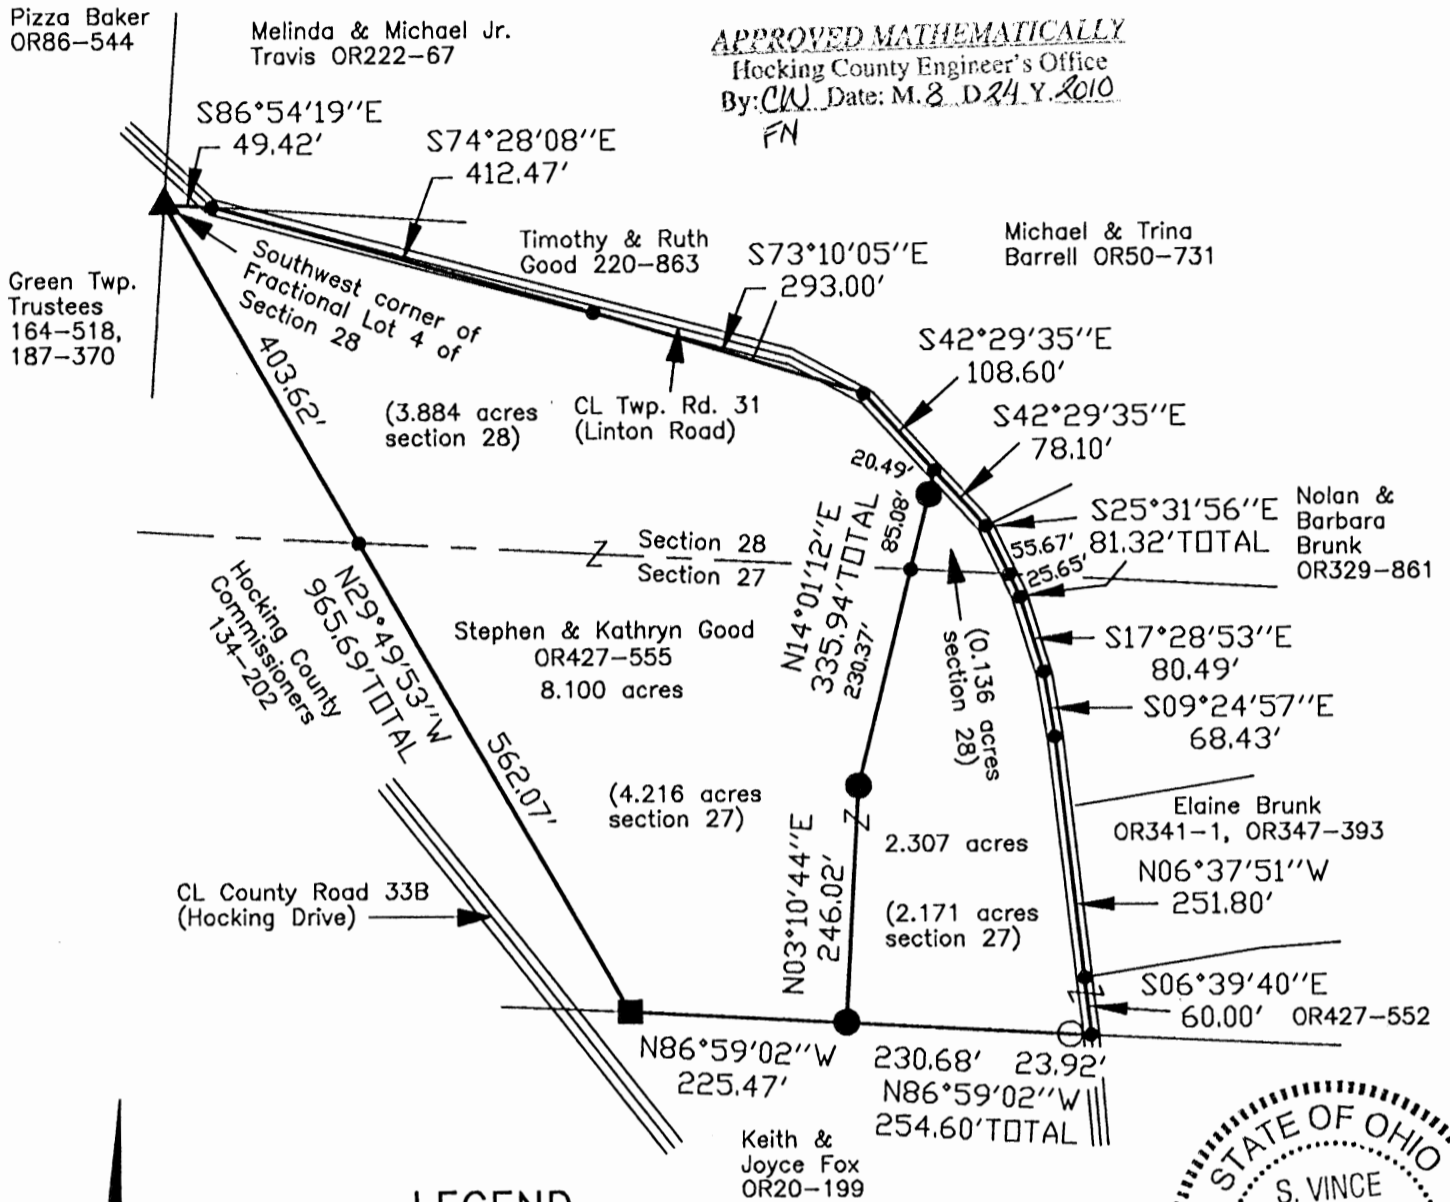 Pizza Baker
OR86-544
Melinda & Michael Jr.
Travis OR222-67
APPROVED MATHEMATICALLY
Hocking County Engineer's Office
By: CW Date: M. 8 D 24 Y. 2010
FN
S86°54'19''E
49.42'
S74°28'08''E
412.47'
Timothy & Ruth
Good 220-863
S73°10'05''E
293.00'
Michael & Trina
Barrell OR50-731
Green Twp.
Trustees
164-518,
187-370
Southwest corner of
Fractional Lot 4 of
Section 28
403.62'
(3.884 acres
section 28)
CL Twp. Rd. 31
(Linton Road)
S42°29'35''E
108.60'
S42°29'35''E
78.10'
20.49'
85.08'
N14°01'12''E
335.94'TOTAL
230.37'
S25°31'56''E
81.32'TOTAL
55.67'
25.65'
Nolan &
Barbara
Brunk
OR329-861
Z
Section 28
Section 27
Hocking County
Commissioners
134-202
N29°49'53''W
965.69'TOTAL
562.07'
Stephen & Kathryn Good
OR427-555
8.100 acres
(0.136 acres
section 28)
S17°28'53''E
80.49'
S09°24'57''E
68.43'
(4.216 acres
section 27)
Z
N03°10'44''E
246.02'
2.307 acres
(2.171 acres
section 27)
Elaine Brunk
OR341-1, OR347-393
N06°37'51''W
251.80'
CL County Road 33B
(Hocking Drive)
Z
S06°39'40''E
60.00' OR427-552
N86°59'02''W
225.47'
230.68' 23.92'
N86°59'02''W
254.60'TOTAL
Keith &
Joyce Fox
OR20-199
LEGEND
STATE OF OHIO
S. VINCE